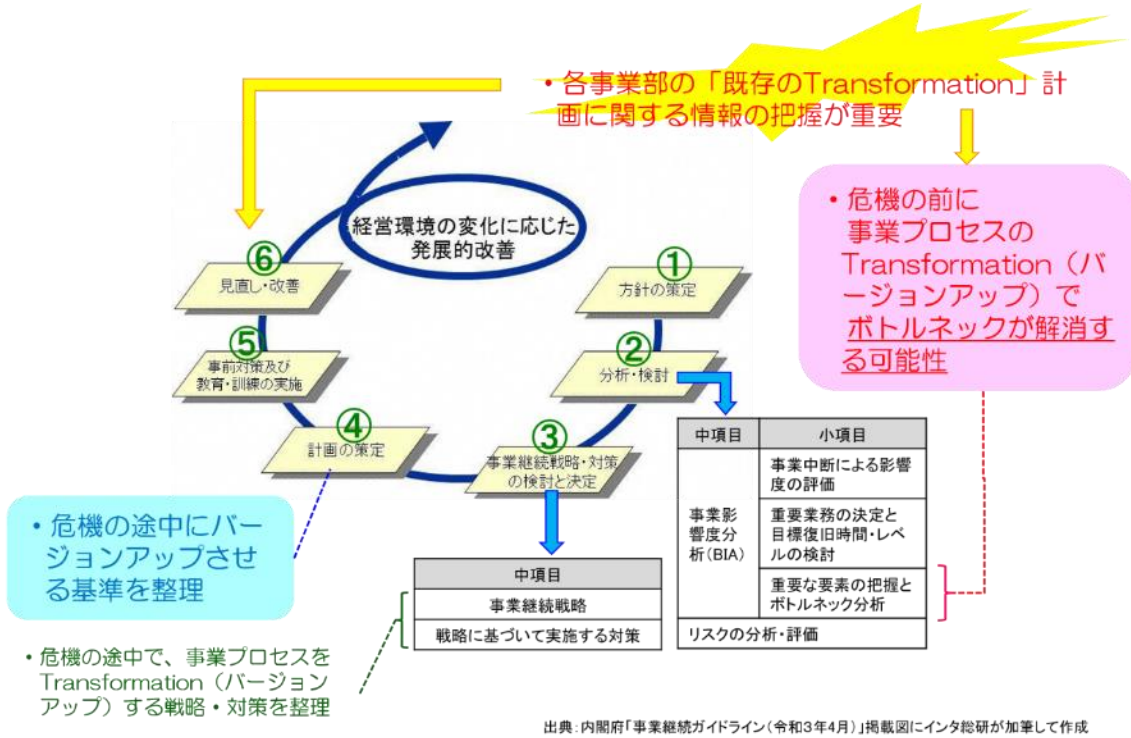 ・各事業部の「既存のTransformation」計
画に関する情報の把握が重要
・危機の前に
事業プロセスの
Transformation（バ
ージョンアップ）で
ボトルネックが解消す
る可能性
経営環境の変化に応じた
発展的改善
①
方針の策定
②
分析・検討
③
事業継続戦略・対策
の検討と決定
④
計画の策定
⑤
事前対策及び
教育・訓練の実施
⑥
見直し・改善
中項目
小項目
事業影
響度分
析(BIA)
事業中断による影響
度の評価
重要業務の決定と
目標復旧時間・レベ
ルの検討
重要な要素の把握と
ボトルネック分析
リスクの分析・評価
・危機の途中にバー
ジョンアップさせ
る基準を整理
中項目
事業継続戦略
戦略に基づいて実施する対策
・危機の途中で、事業プロセスを
Transformation（バージョン
アップ）する戦略・対策を整理
出典：内閣府「事業継続ガイドライン(令和3年4月)」掲載図にインタ総研が加筆して作成